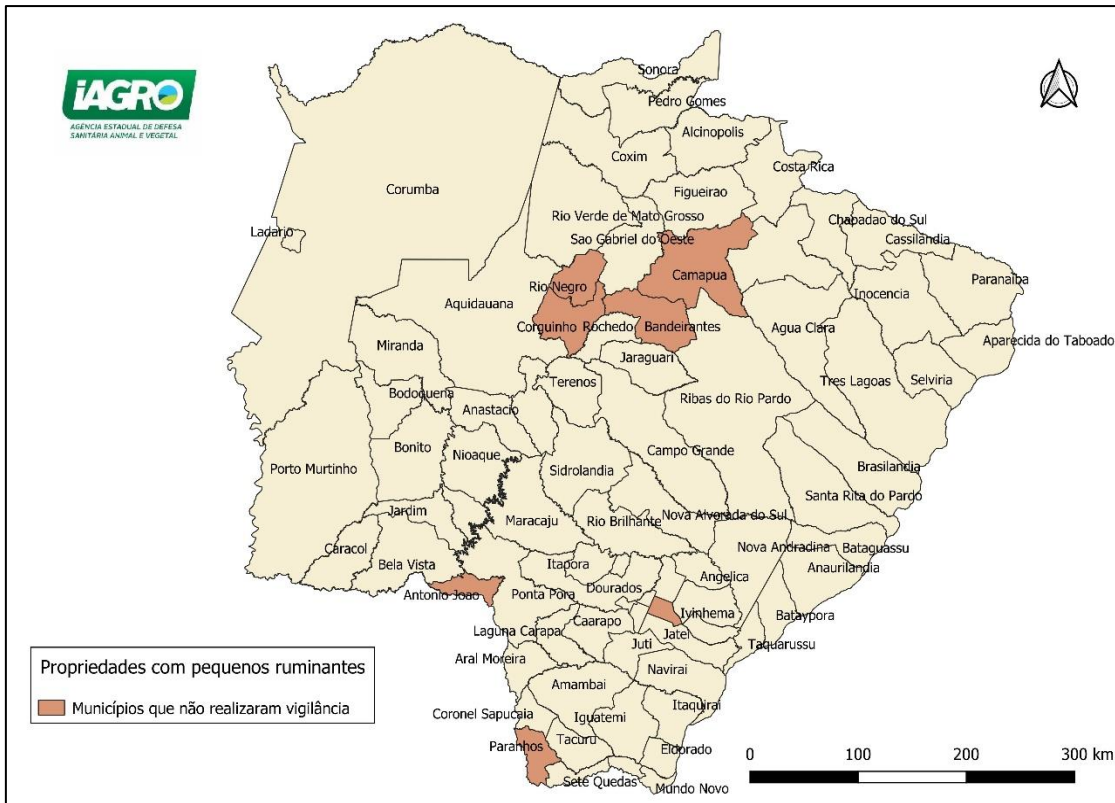 iAGRO
AGÊNCIA ESTADUAL DE DEFESA
SANITÁRIA ANIMAL E VEGETAL
Sonora
Pedro Gomes
Alcinopolis
Coxim
Costa Rica
Corumba
Figueirao
Rio Verde de Mato Grosso
Chapadao do Sul
Ladario
Sao Gabriel do Oeste
Cassilandia
Camapua
Paranaiba
Rio Negro
Inocencia
Aquidauana
Corguinho
Rochedo
Bandeirantes
Agua Clara
Aparecida do Taboado
Miranda
Jaraguari
Terenos
Tres Lagoas
Selviria
Bodoquena
Ribas do Rio Pardo
Anastacio
Bonito
Nioaque
Campo Grande
Porto Murtinho
Sidrolandia
Brasilandia
Santa Rita do Pardo
Jardim
Maracaju
Rio Brilhante
Nova Alvorada do Sul
Caracol
Nova Andradina
Bataguassu
Bela Vista
Itapora
Anaurilandia
Angelica
Dourados
Antonio Joao
Ponta Pora
Ivinhema
Bataypora
Caarapo
Laguna Carapa
Jatei
Juti
Taquarussu
Aral Moreira
Navirai
Amambai
Itaquirai
Coronel Sapucaia
Iguatemi
Paranhos
Tacuru
Eldorado
Sete Quedas
Mundo Novo
Propriedades com pequenos ruminantes
Municípios que não realizaram vigilância
0 100 200 300 km